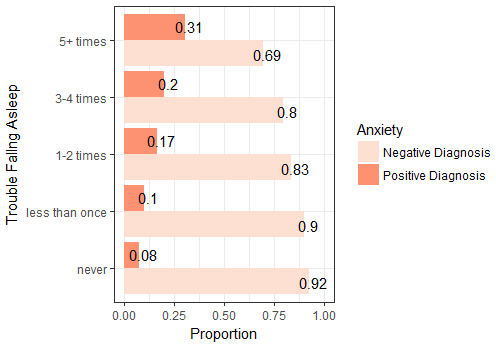 Trouble Fallng Asleep
5+ times
0.31
0.69
3-4 times
0.2
0.8
1-2 times
0.17
0.83
less than once
0.1
0.9
never
0.08
0.92
0.00 0.25 0.50 0.75 1.00
Proportion
Anxiety
Negative Diagnosis
Positive Diagnosis